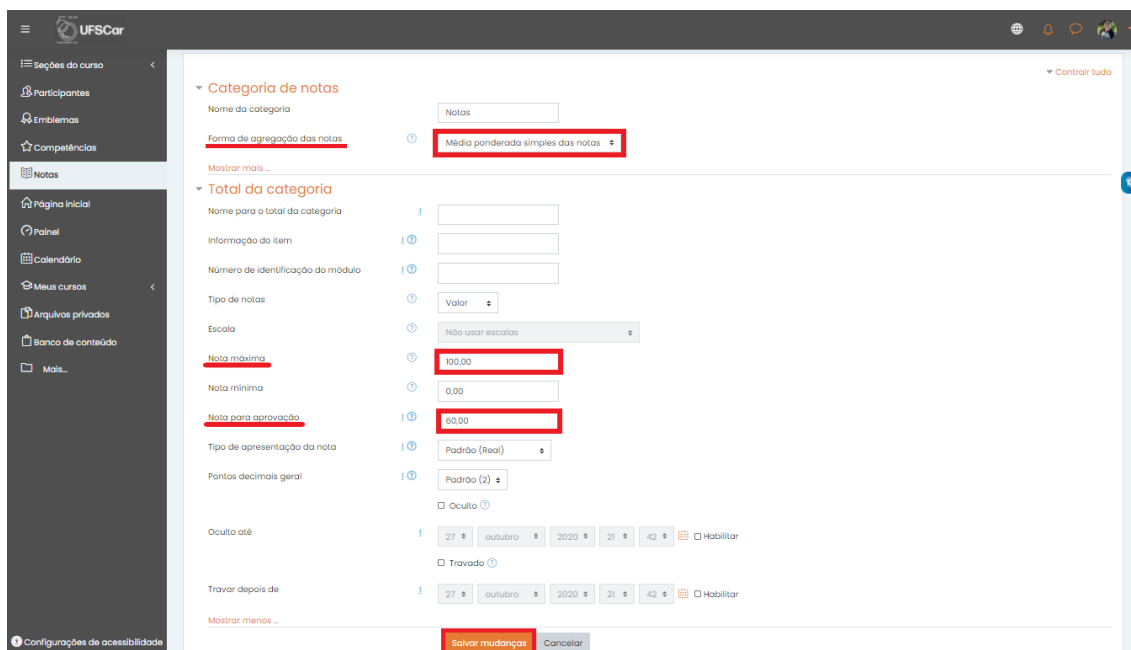 UFSCar
Seções do curso
Participantes
Emblemas
Competências
Notas
Página inicial
Painel
Calendário
Meus cursos
Arquivos privados
Banco de conteúdo
Mais...
Configurações de acessibilidade
Contrair tudo
Categoria de notas
Nome da categoria
Notas
Forma de agregação das notas
Média ponderada simples das notas
Mostrar mais ...
Total da categoria
Nome para o total da categoria
Informação do item
Número de identificação do módulo
Tipo de notas
Valor
Escala
Não usar escalas
Nota máxima
100,00
Nota mínima
0,00
Nota para aprovação
60,00
Tipo de apresentação da nota
Padrão (Real)
Pontos decimais geral
Padrão (2)
Oculto
Oculto até
27 outubro 2020 21 42 Habilitar
Travado
Travar depois de
27 outubro 2020 21 42 Habilitar
Mostrar menos ...
Salvar mudanças Cancelar